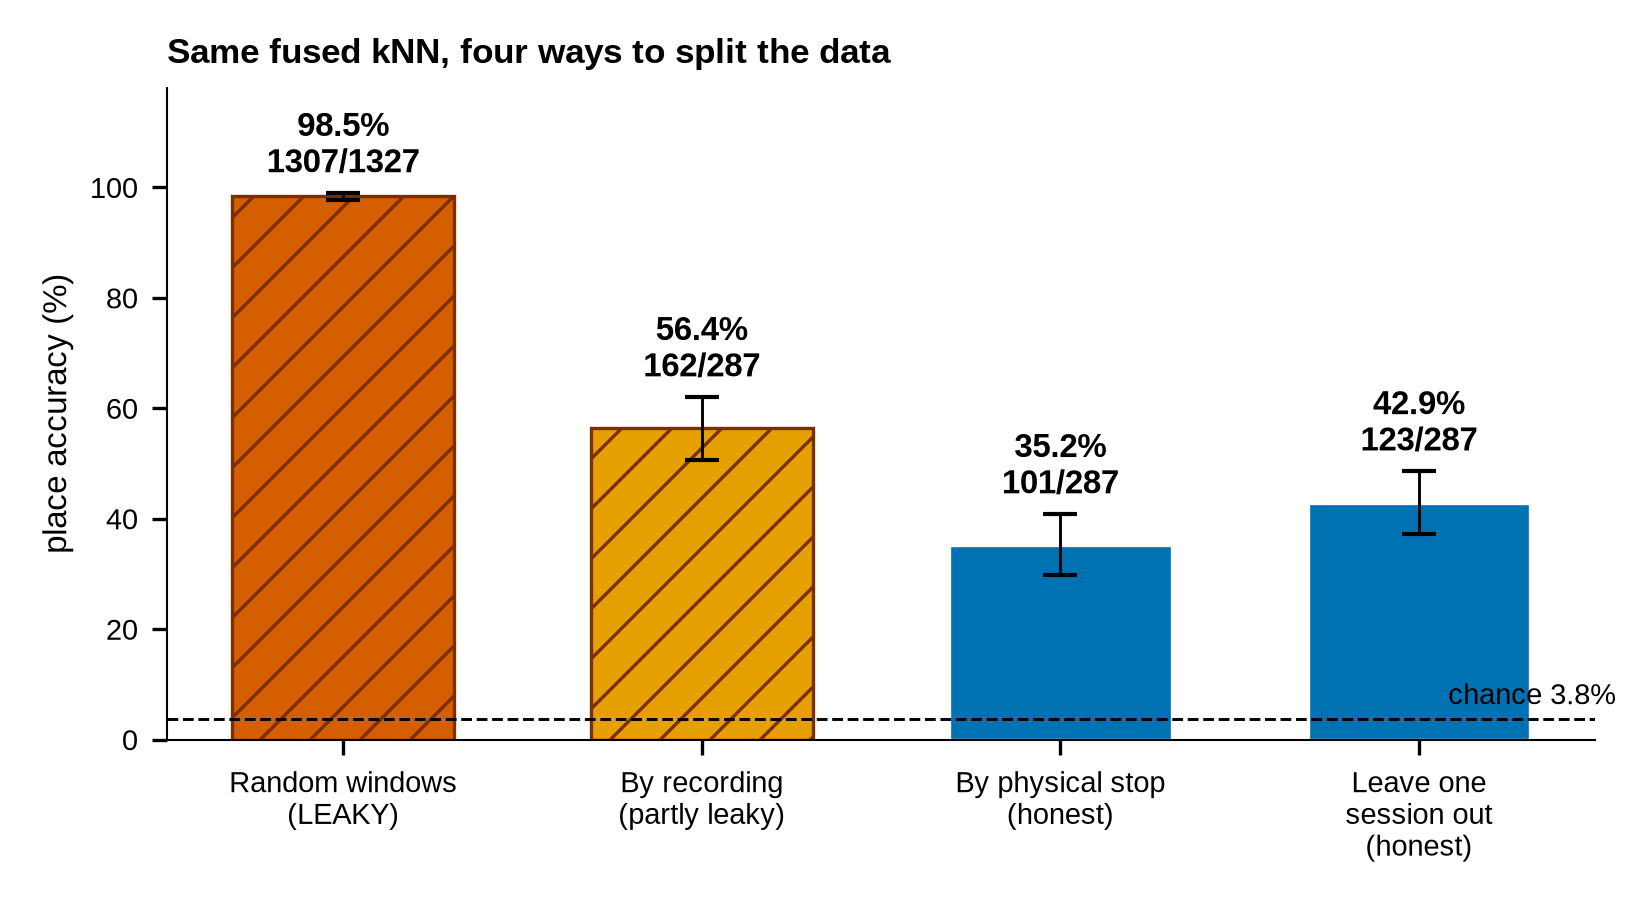 Same fused kNN, four ways to split the data
98.5%
1307/1327
56.4%
162/287
35.2%
101/287
42.9%
123/287
place accuracy (%)
100
80
60
40
20
0
chance 3.8%
Random windows
(LEAKY)
By recording
(partly leaky)
By physical stop
(honest)
Leave one
session out
(honest)